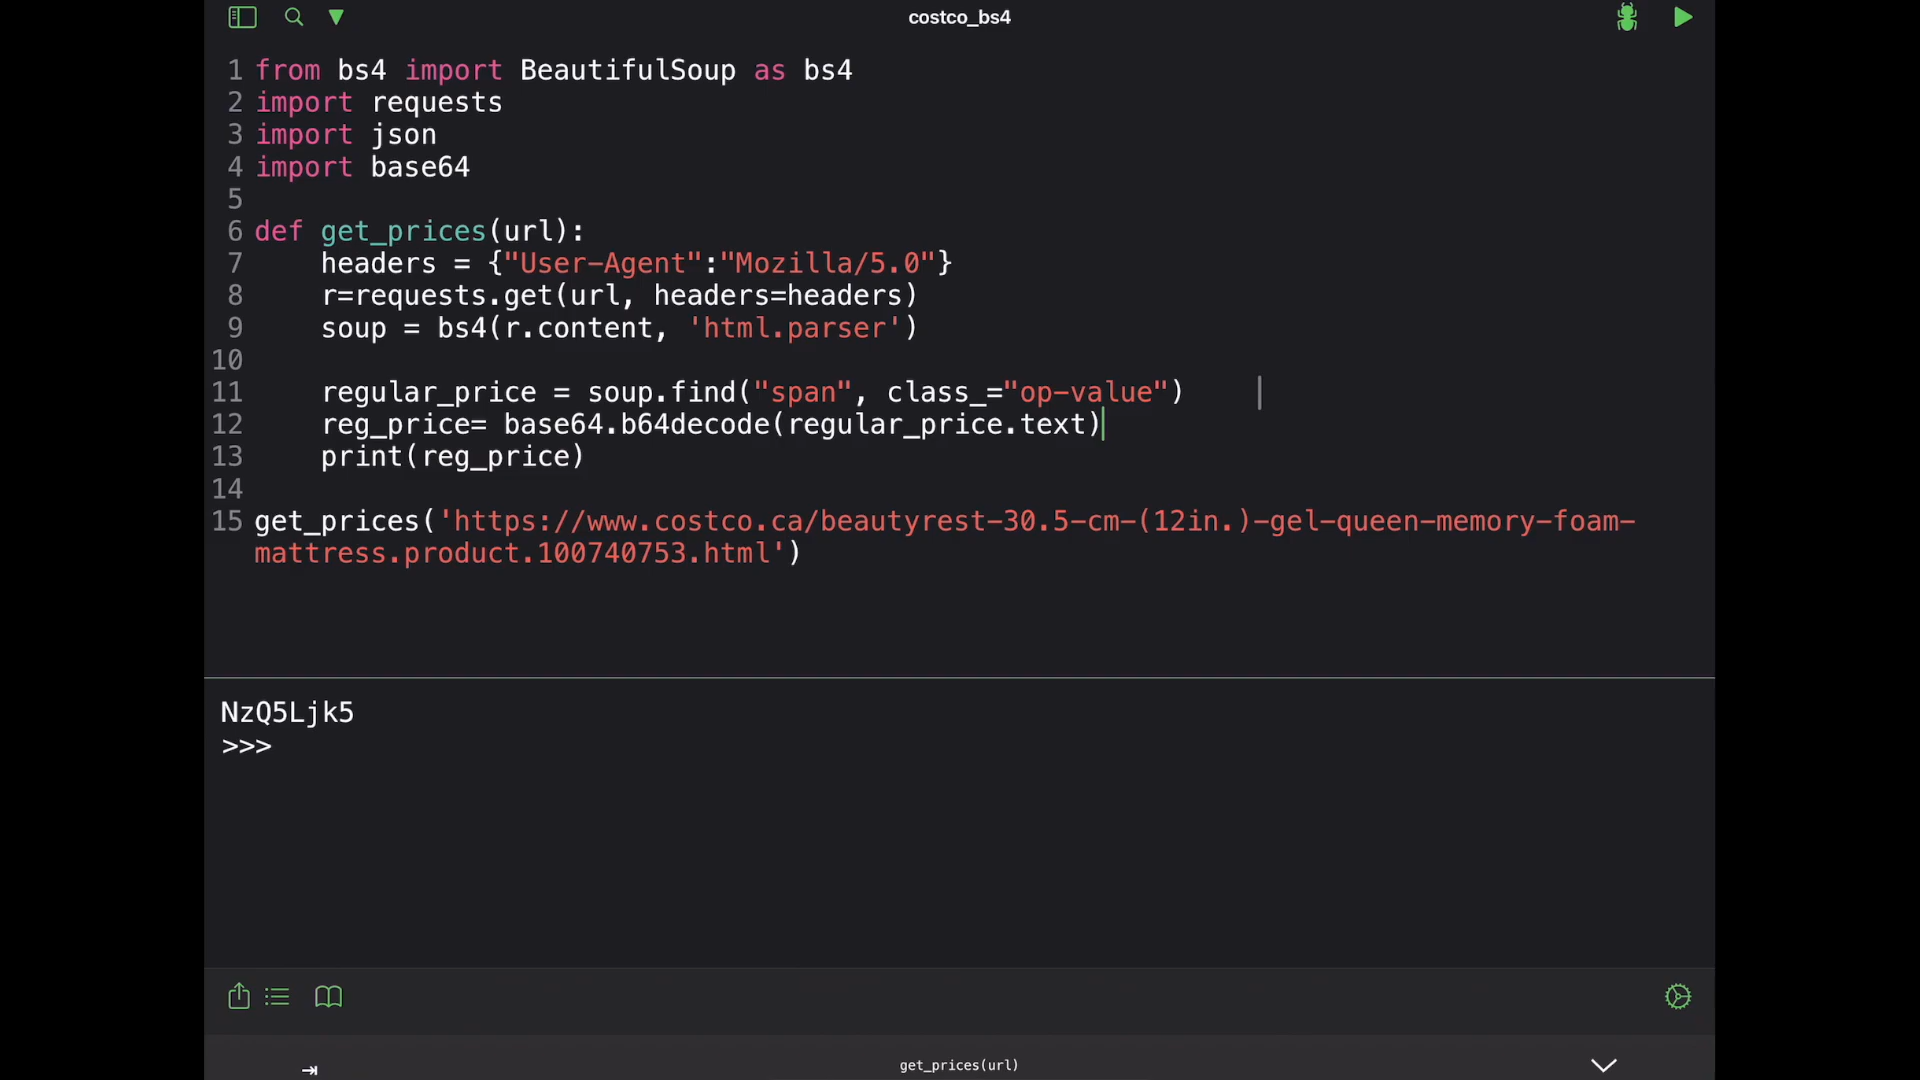 costco_bs4
1 from bs4 import BeautifulSoup as bs4
2 import requests
3 import json
4 import base64
5
6 def get_prices(url):
7     headers = {"User-Agent":"Mozilla/5.0"}
8     r=requests.get(url, headers=headers)
9     soup = bs4(r.content, 'html.parser')
10
11     regular_price = soup.find("span", class_="op-value")
12     reg_price= base64.b64decode(regular_price.text)
13     print(reg_price)
14
15 get_prices('https://www.costco.ca/beautyrest-30.5-cm-(12in.)-gel-queen-memory-foam-
mattress.product.100740753.html')
NzQ5Ljk5
>>>
get_prices(url)